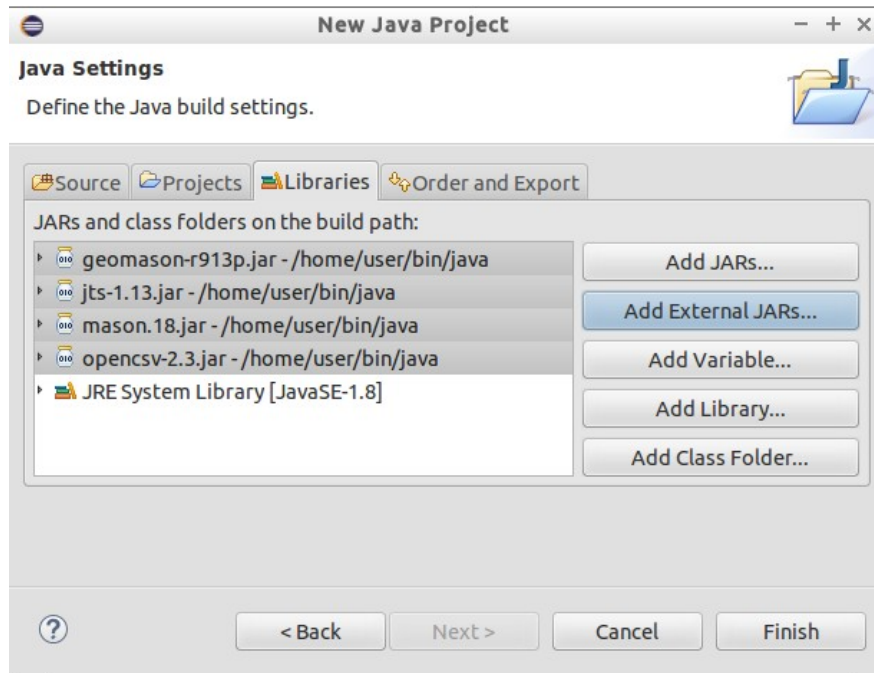 New Java Project
Java Settings
Define the Java build settings.
Source Projects Libraries Order and Export
JARs and class folders on the build path:
geomason-r913p.jar - /home/user/bin/java
jts-1.13.jar - /home/user/bin/java
mason.18.jar - /home/user/bin/java
opencsv-2.3.jar - /home/user/bin/java
JRE System Library [JavaSE-1.8]
Add JARs...
Add External JARs...
Add Variable...
Add Library...
Add Class Folder...
? < Back Next > Cancel Finish